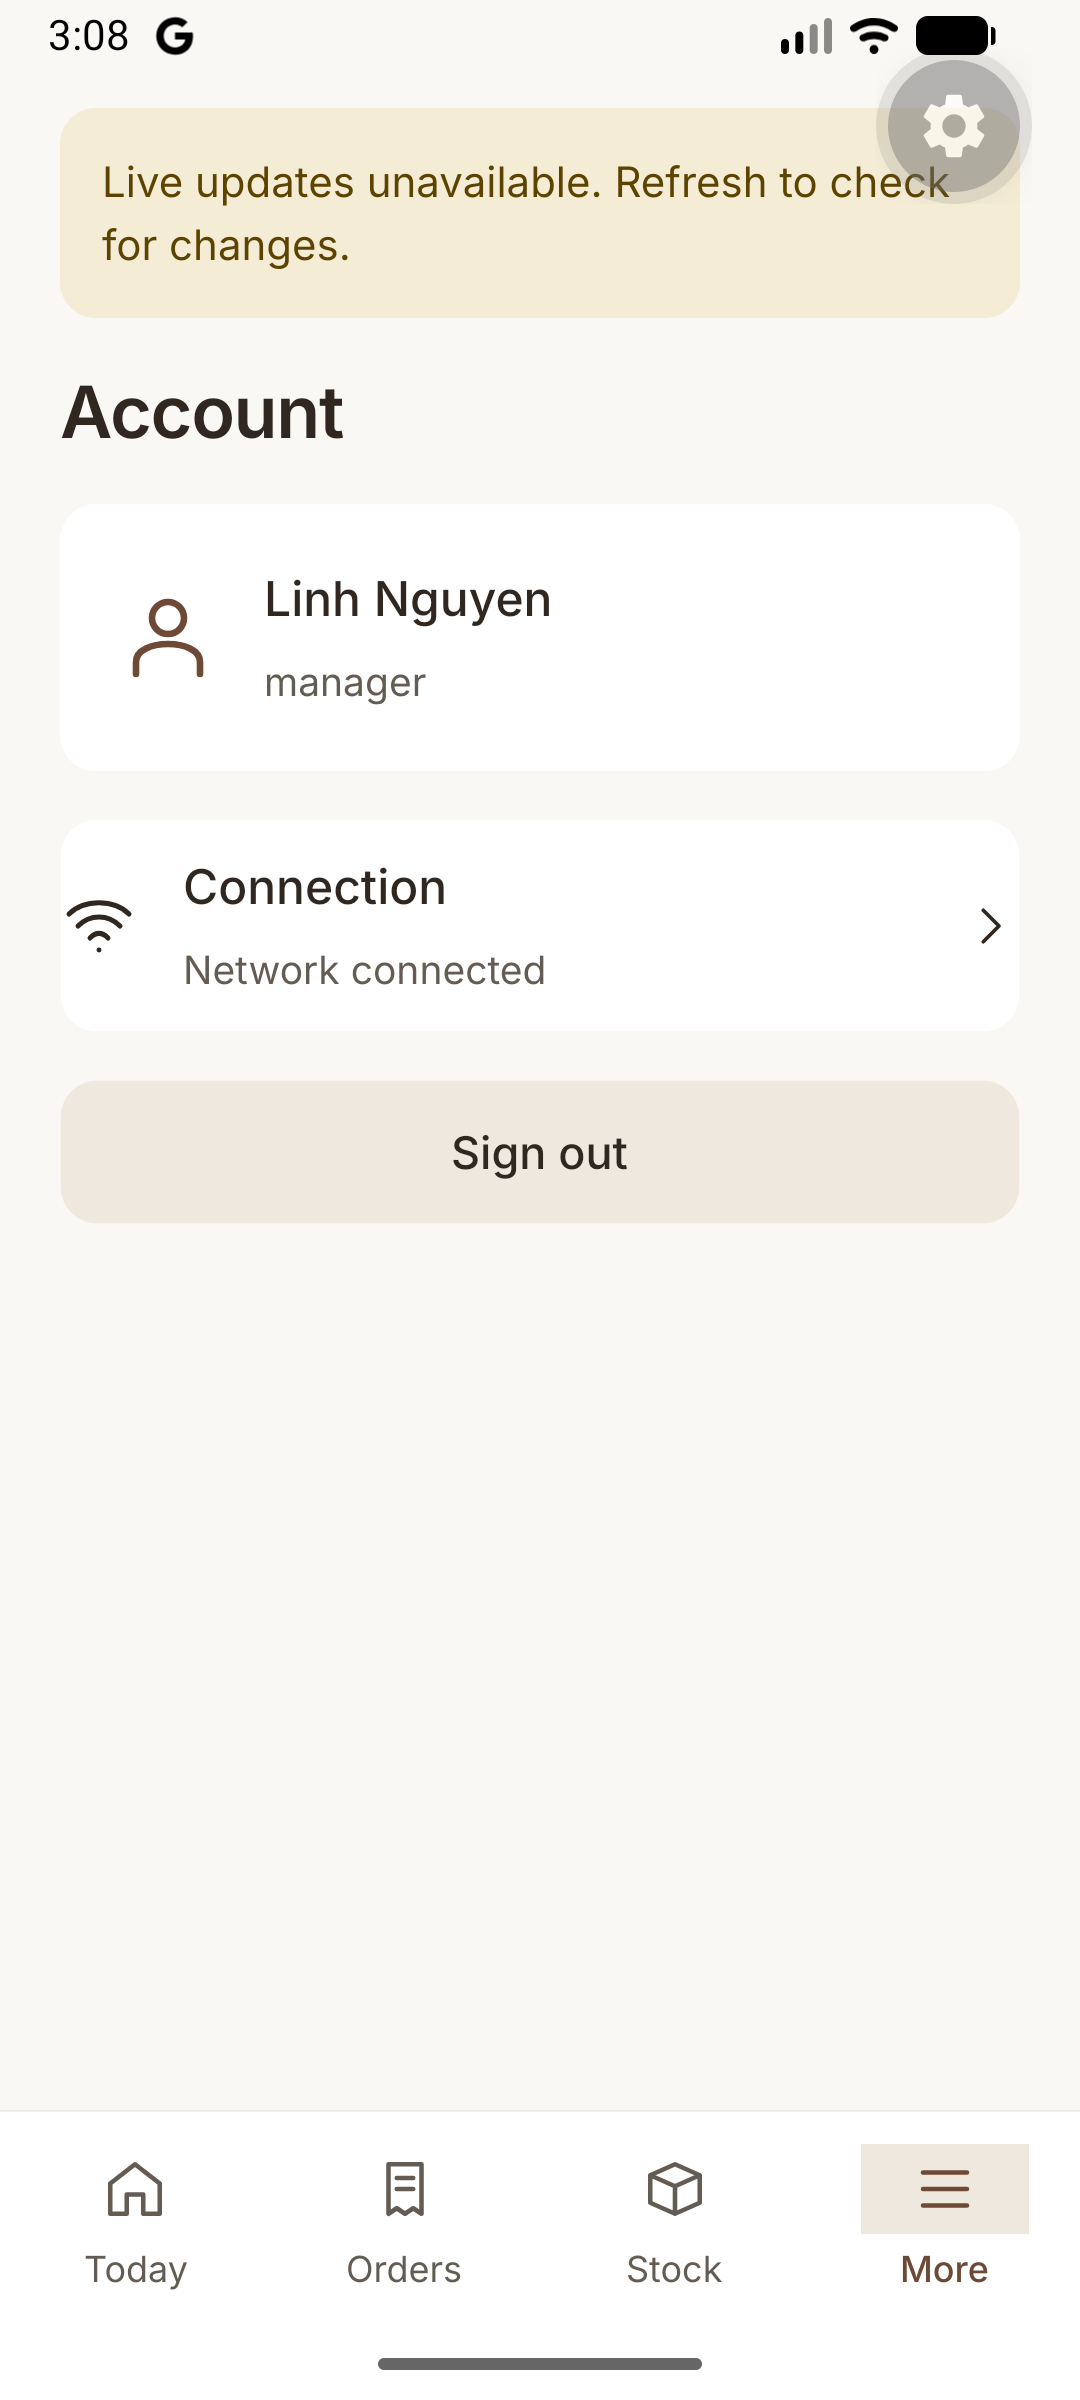 3:08
Live updates unavailable. Refresh to check
for changes.
Account
Linh Nguyen
manager
Connection
Network connected
Sign out
Today
Orders
Stock
More